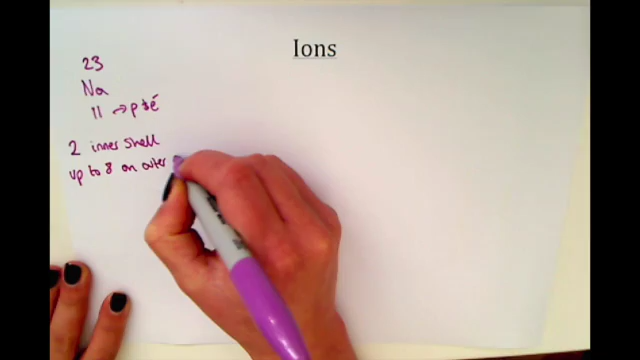 Ions
23
Na
11 → p & e⁻
2 inner shell
up to 8 on outer